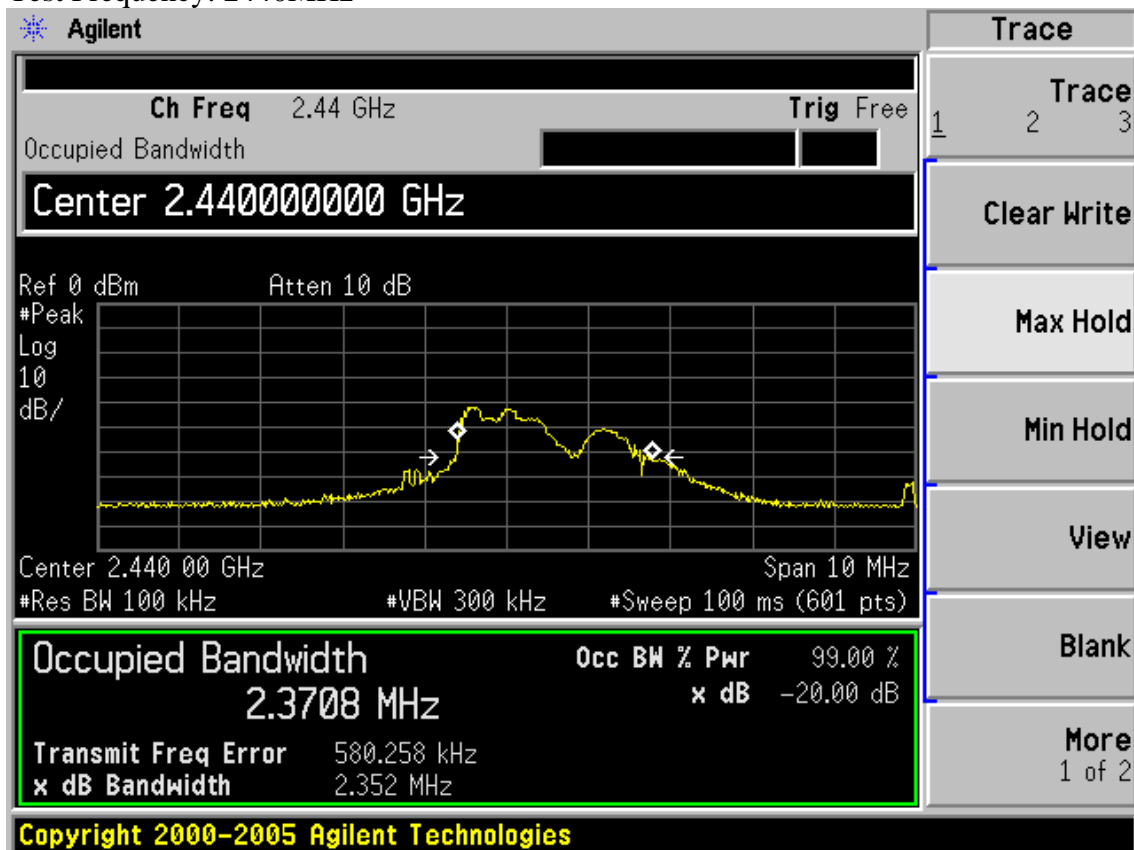 Agilent
Trace
Ch Freq 2.44 GHz Trig Free
Occupied Bandwidth
Center 2.440000000 GHz
Ref 0 dBm Atten 10 dB
#Peak
Log
10
dB/
Center 2.440 00 GHz Span 10 MHz
#Res BW 100 kHz #VBW 300 kHz #Sweep 100 ms (601 pts)
Occupied Bandwidth Occ BW % Pwr 99.00 %
2.3708 MHz x dB -20.00 dB
Transmit Freq Error 580.258 kHz
x dB Bandwidth 2.352 MHz
Copyright 2000-2005 Agilent Technologies
Trace
1 2 3
Clear Write
Max Hold
Min Hold
View
Blank
More
1 of 2